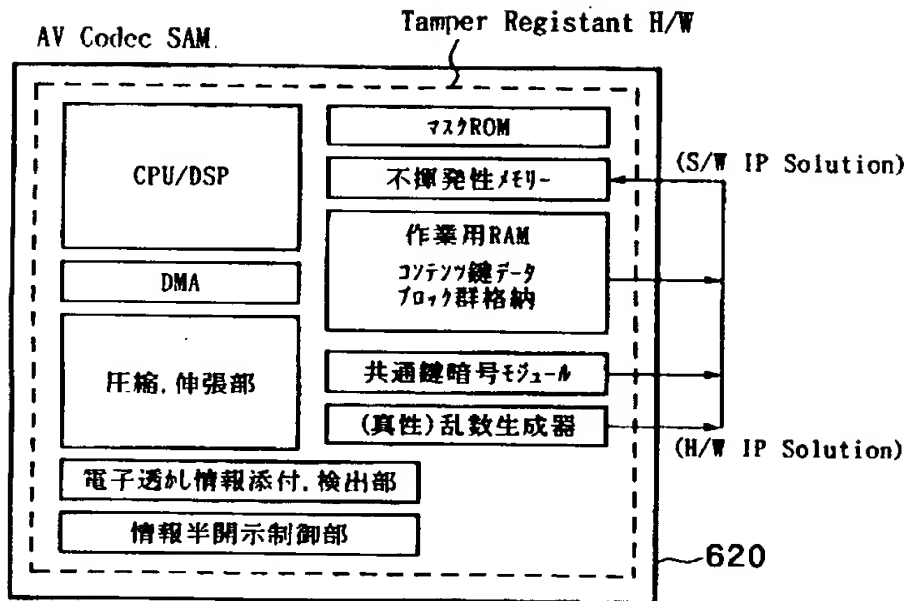 AV Codec SAM.
Tamper Registant H/W
CPU/DSP
DMA
圧縮,伸張部
電子透かし情報添付,検出部
情報半開示制御部
マスクROM
不揮発性メモリー
作業用RAM
コンテンツ鍵データ
ブロック群格納
共通鍵暗号モジュール
(真性)乱数生成器
(S/W IP Solution)
(H/W IP Solution)
620